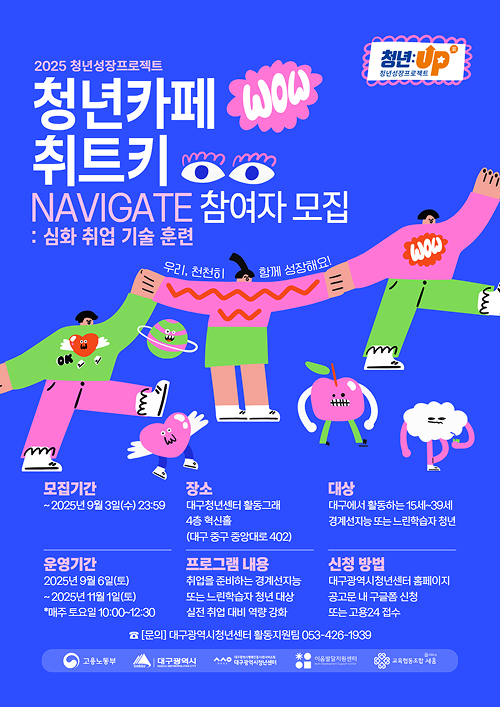 2025 청년성장프로젝트
청년:UP
청년성장프로젝트
청년카페
WOW
취트키
NAVIGATE 참여자 모집
: 심화 취업 기술 훈련
우리, 천천히 함께 성장해요!
WOW
OK
모집기간
~ 2025년 9월 3일(수) 23:59
장소
대구청년센터 활동그래
4층 혁신홀
(대구 중구 중앙대로 402)
대상
대구에서 활동하는 15세~39세
경계선지능 또는 느린학습자 청년
운영기간
2025년 9월 6일(토)
~ 2025년 11월 1일(토)
*매주 토요일 10:00~12:30
프로그램 내용
취업을 준비하는 경계선지능
또는 느린학습자 청년 대상
실전 취업 대비 역량 강화
신청 방법
대구광역시청년센터 홈페이지
공고문 내 구글폼 신청
또는 고용24 접수
☎ [문의] 대구광역시청년센터 활동지원팀 053-426-1939
고용노동부
대구광역시
대구광역시청년센터
이음발달지원센터
교육협동조합 세움